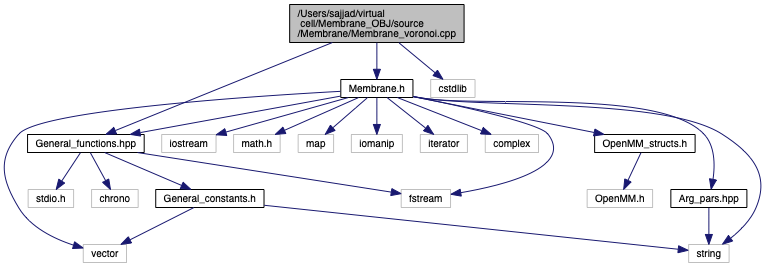 /Users/sajjad/virtual
cell/Membrane_OBJ/source
/Membrane/Membrane_voronoi.cpp
Membrane.h
cstdlib
General_functions.hpp
iostream
math.h
map
iomanip
iterator
complex
OpenMM_structs.h
stdio.h
chrono
General_constants.h
fstream
OpenMM.h
Arg_pars.hpp
vector
string